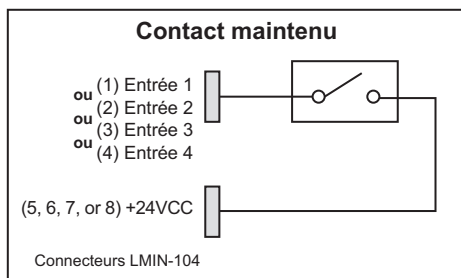 Contact maintenu
(1) Entrée 1
ou
(2) Entrée 2
ou
(3) Entrée 3
ou
(4) Entrée 4
(5, 6, 7, or 8) +24VCC
Connecteurs LMIN-104